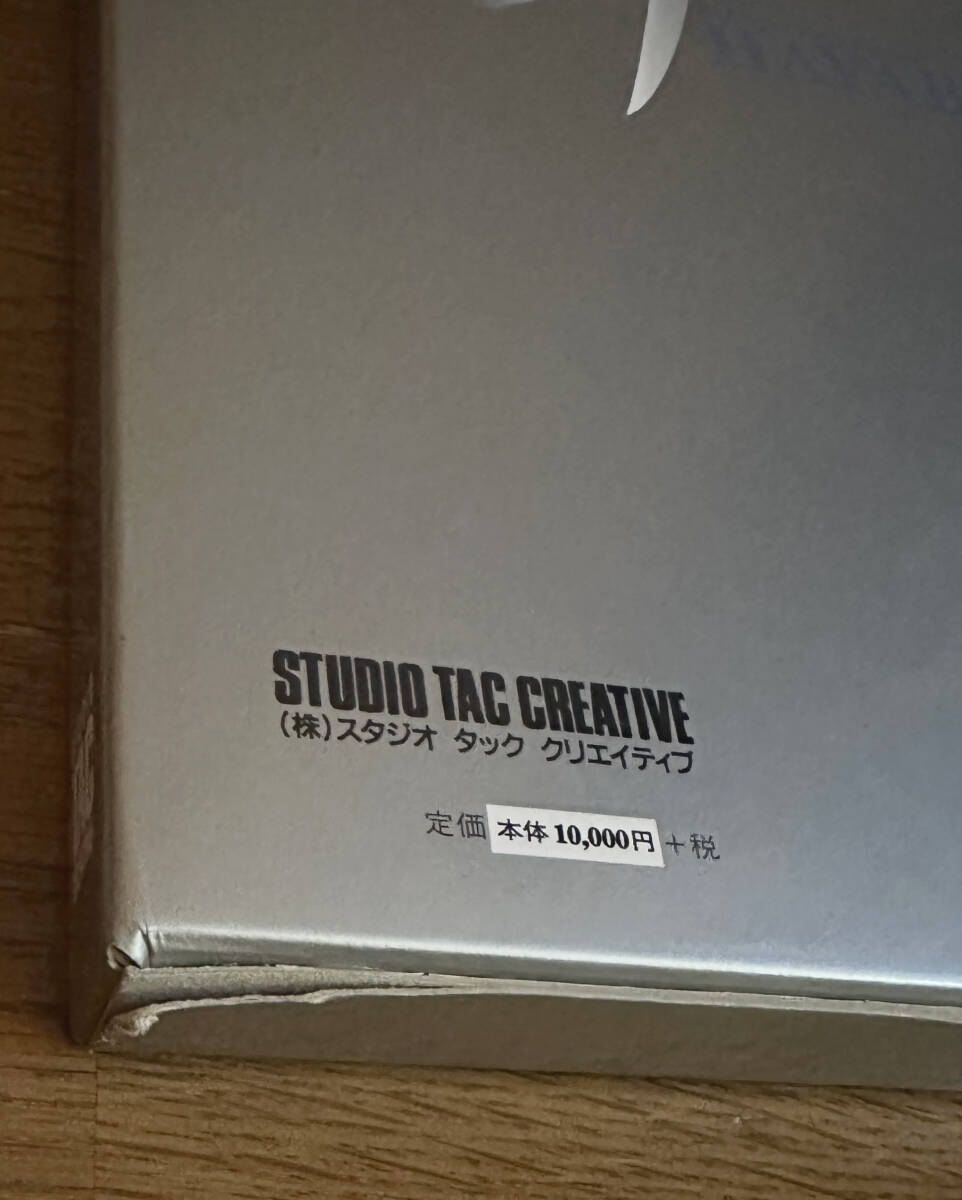 STUDIO TAC CREATIVE
(株)スタジオ タック クリエイティブ
定価 本体 10,000円 +税